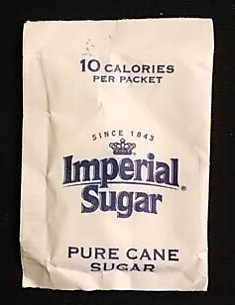 10 CALORIES
PER PACKET
SINCE 1843
Imperial
Sugar®
PURE CANE
SUGAR